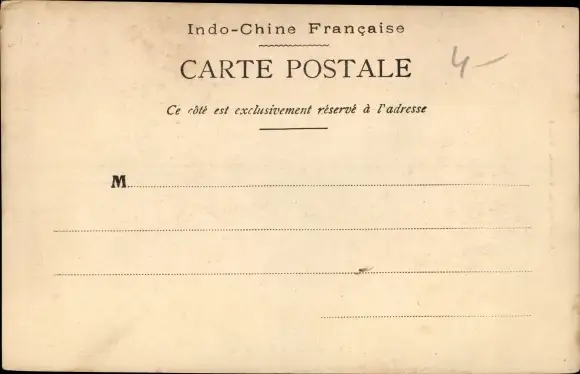 Indo-Chine Française
CARTE POSTALE
4-
Ce côté est exclusivement réservé à l'adresse
M